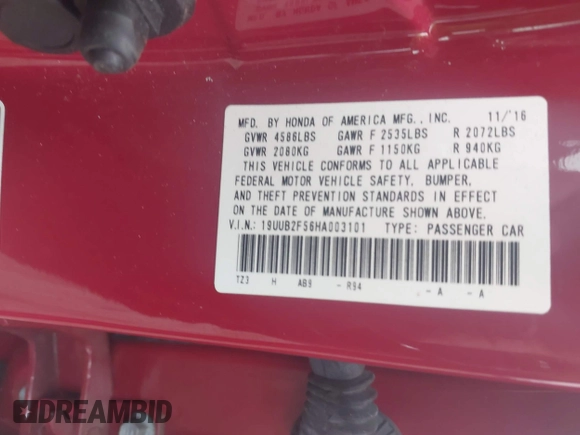 MFD. BY HONDA OF AMERICA MFG., INC. 11/'16
GVWR 4586LBS GAWR F 2535LBS R 2072LBS
GVWR 2080KG GAWR F 1150KG R 940KG
THIS VEHICLE CONFORMS TO ALL APPLICABLE
FEDERAL MOTOR VEHICLE SAFETY, BUMPER,
AND THEFT PREVENTION STANDARDS IN EFFECT
ON THE DATE OF MANUFACTURE SHOWN ABOVE.
V.I.N.: 19UUB2F56HA003101 TYPE: PASSENGER CAR
TZ3 H AB9 - R94 - A - A
DREAMBID